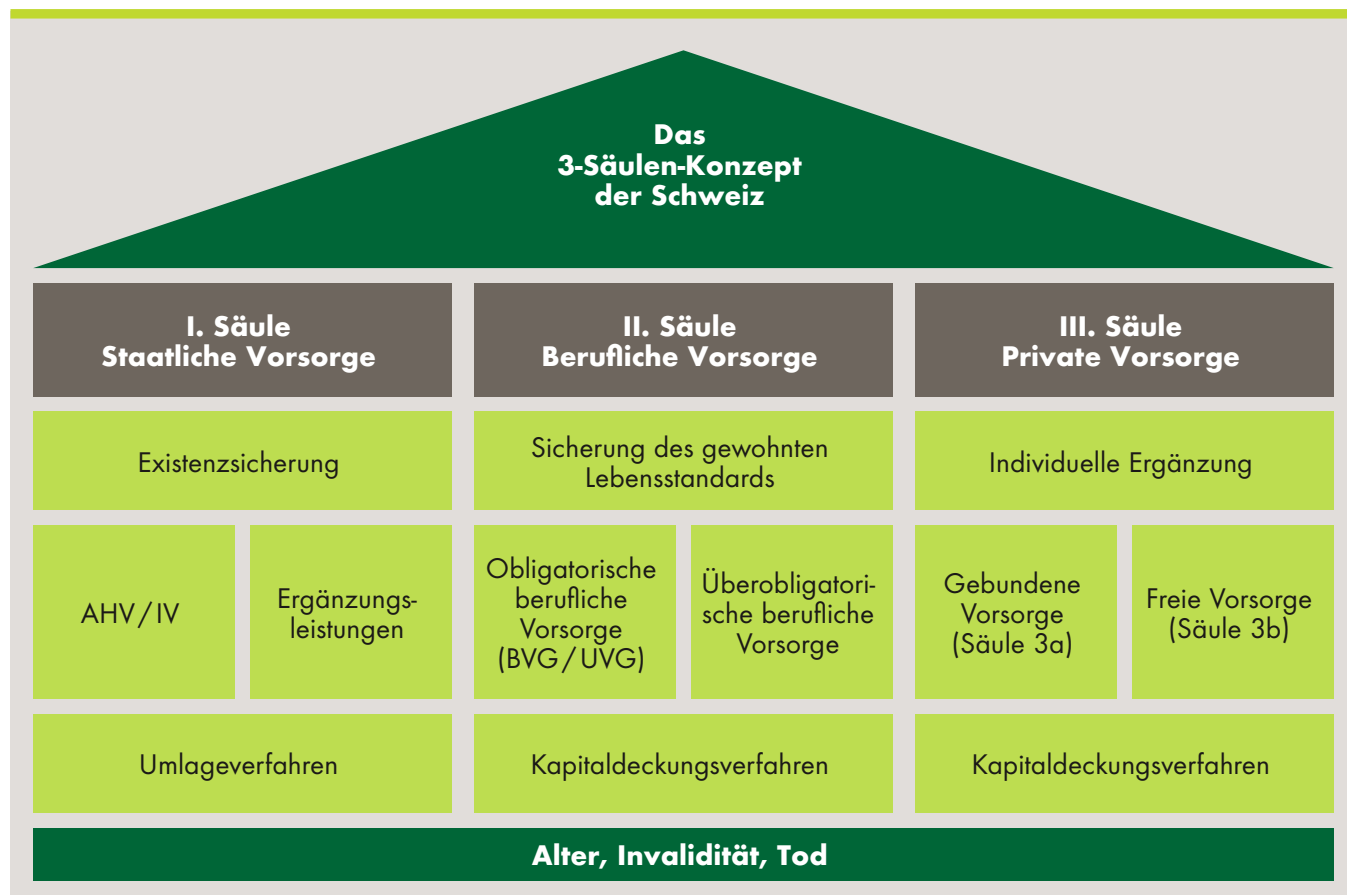 Das
3-Säulen-Konzept
der Schweiz
I. Säule
Staatliche Vorsorge
II. Säule
Berufliche Vorsorge
III. Säule
Private Vorsorge
Existenzsicherung
Sicherung des gewohnten
Lebensstandards
Individuelle Ergänzung
AHV/IV
Ergänzungs-
leistungen
Obligatorische
berufliche
Vorsorge
(BVG/UVG)
Überobligatori-
sche berufliche
Vorsorge
Gebundene
Vorsorge
(Säule 3a)
Freie Vorsorge
(Säule 3b)
Umlageverfahren
Kapitaldeckungsverfahren
Kapitaldeckungsverfahren
Alter, Invalidität, Tod